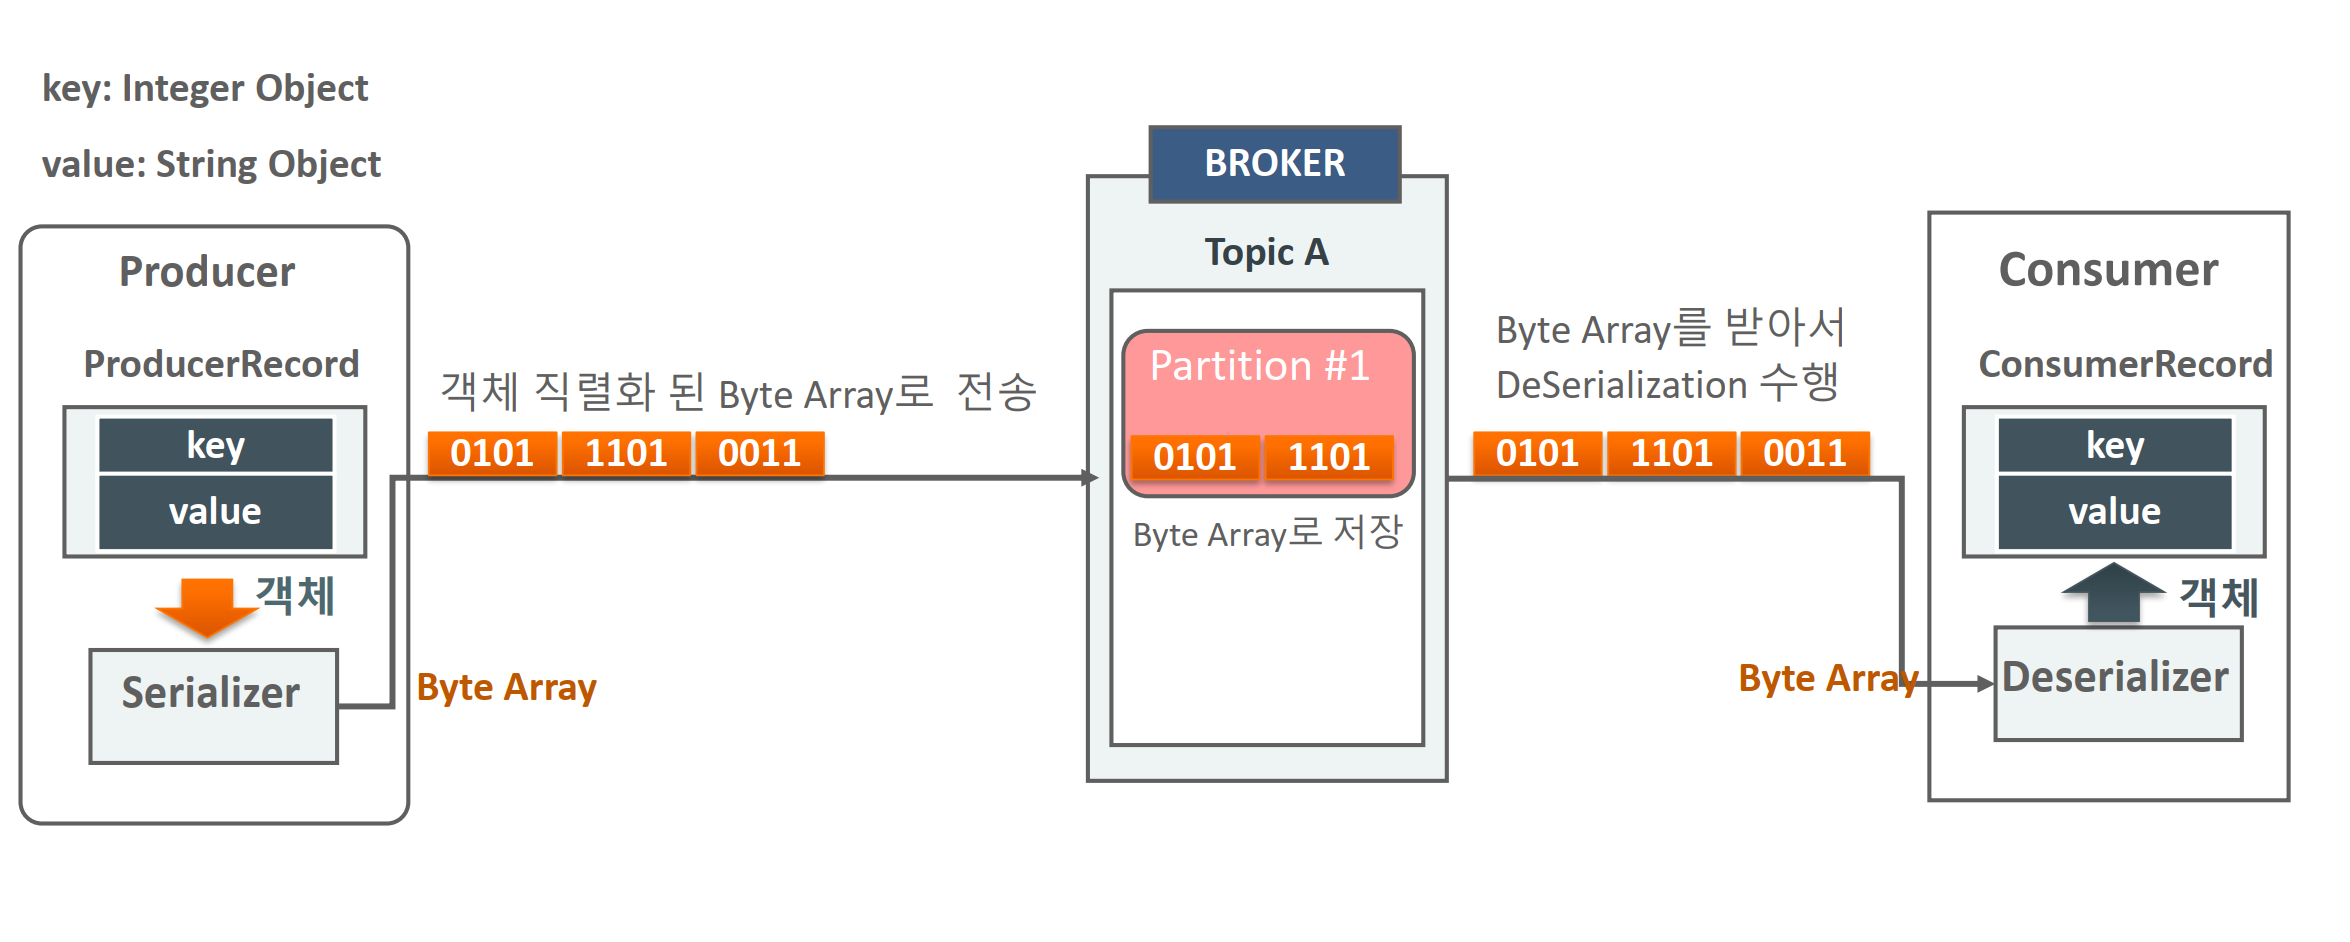 key: Integer Object
value: String Object
Producer
ProducerRecord
key
value
객체
Serializer
Byte Array
객체 직렬화 된 Byte Array로 전송
0101 1101 0011
BROKER
Topic A
Partition #1
0101 1101
Byte Array로 저장
Byte Array를 받아서
DeSerialization 수행
0101 1101 0011
Byte Array
Consumer
ConsumerRecord
key
value
객체
Deserializer